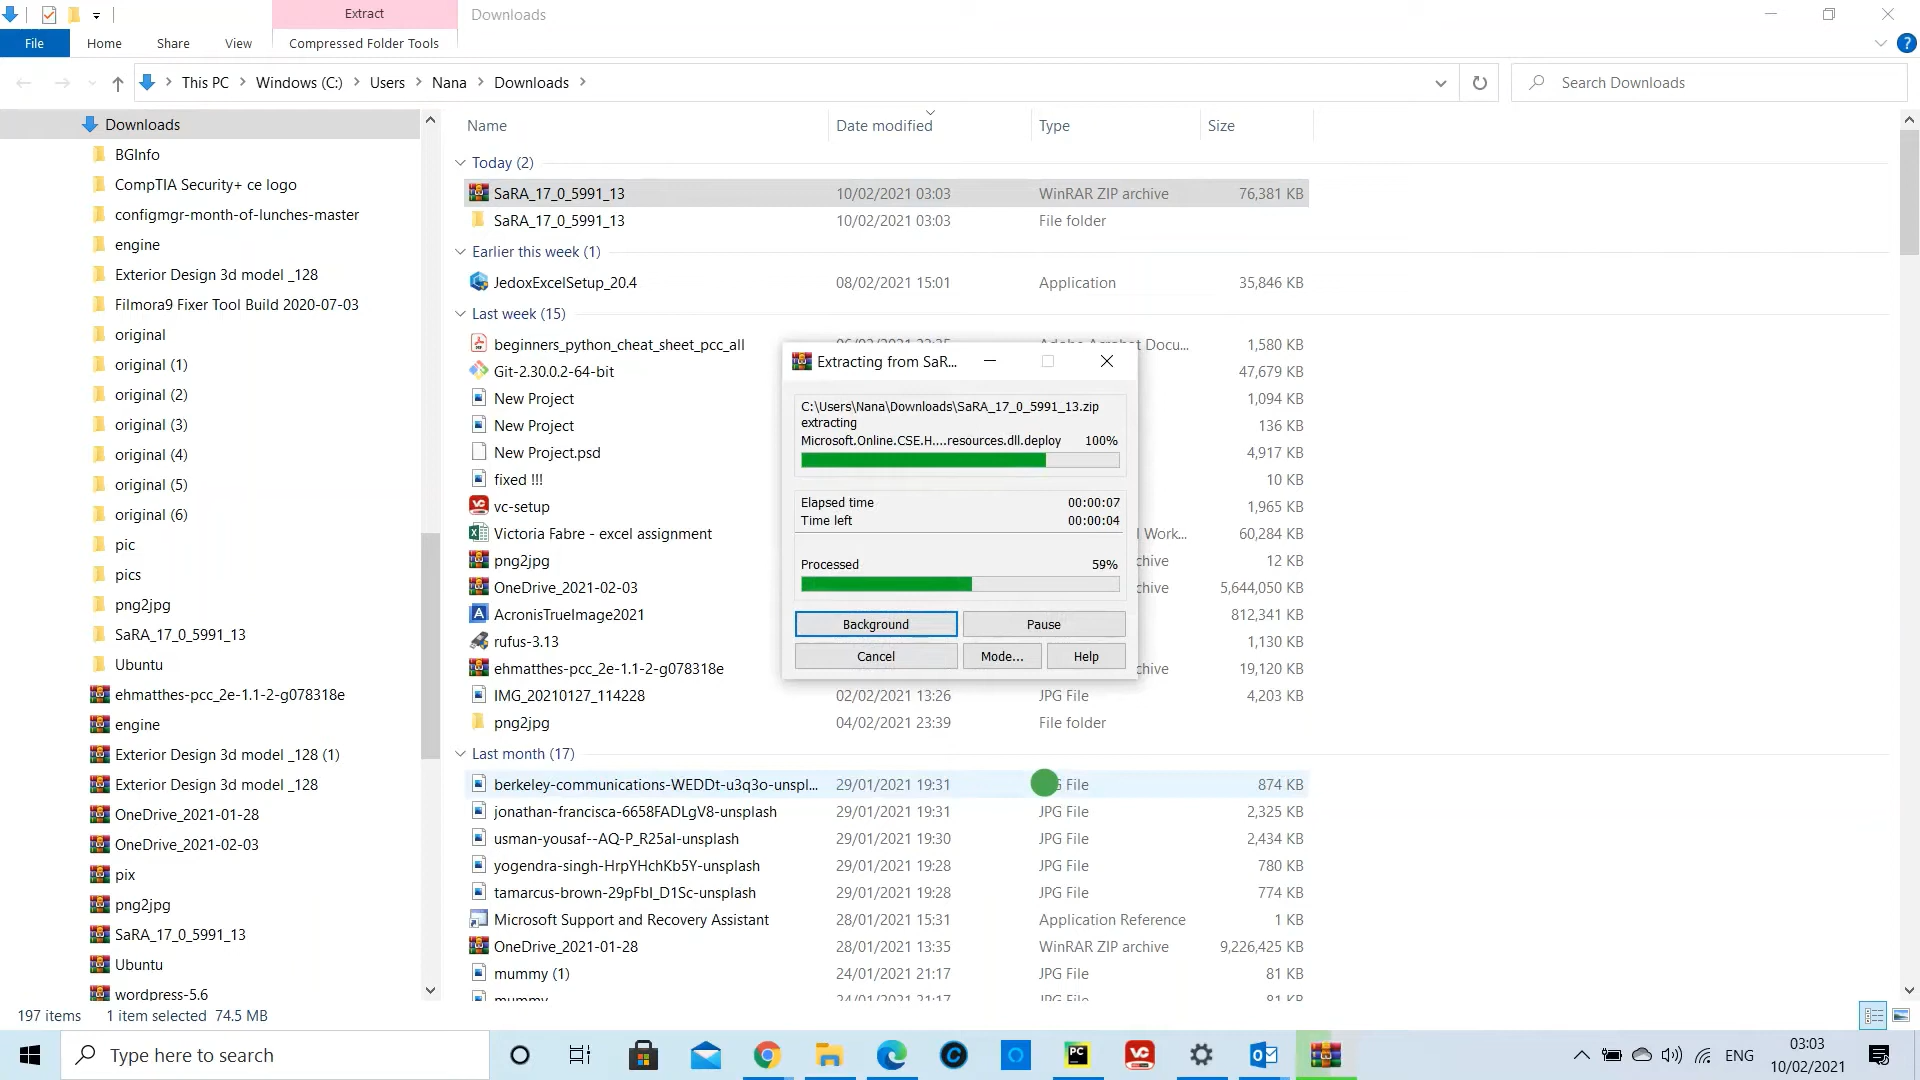 Extract
Downloads
File
Home
Share
View
Compressed Folder Tools
This PC
Windows (C:)
Users
Nana
Downloads
Search Downloads
Downloads
BGInfo
CompTIA Security+ ce logo
configmgr-month-of-lunches-master
engine
Exterior Design 3d model _128
Filmora9 Fixer Tool Build 2020-07-03
original
original (1)
original (2)
original (3)
original (4)
original (5)
original (6)
pic
pics
png2jpg
SaRA_17_0_5991_13
Ubuntu
ehmatthes-pcc_2e-1.1-2-g078318e
engine
Exterior Design 3d model _128 (1)
Exterior Design 3d model _128
OneDrive_2021-01-28
OneDrive_2021-02-03
pix
png2jpg
SaRA_17_0_5991_13
Ubuntu
wordpress-5.6
Name Date modified Type Size
Today (2)
SaRA_17_0_5991_13 10/02/2021 03:03 WinRAR ZIP archive 76,381 KB
SaRA_17_0_5991_13 10/02/2021 03:03 File folder
Earlier this week (1)
JedoxExcelSetup_20.4 08/02/2021 15:01 Application 35,846 KB
Last week (15)
beginners_python_cheat_sheet_pcc_all Docu... 1,580 KB
Git-2.30.0.2-64-bit 47,679 KB
New Project 1,094 KB
New Project 136 KB
New Project.psd 4,917 KB
fixed !!! 10 KB
vc-setup 1,965 KB
Victoria Fabre - excel assignment Work... 60,284 KB
png2jpg 12 KB
OneDrive_2021-02-03 5,644,050 KB
AcronisTrueImage2021 812,341 KB
rufus-3.13 1,130 KB
ehmatthes-pcc_2e-1.1-2-g078318e 19,120 KB
IMG_20210127_114228 02/02/2021 13:26 JPG File 4,203 KB
png2jpg 04/02/2021 23:39 File folder
Last month (17)
berkeley-communications-WEDDt-u3q3o-unspl... 29/01/2021 19:31 File 874 KB
jonathan-francisca-6658FADLgV8-unsplash 29/01/2021 19:31 JPG File 2,325 KB
usman-yousaf--AQ-P_R25aI-unsplash 29/01/2021 19:30 JPG File 2,434 KB
yogendra-singh-HrpYHchKb5Y-unsplash 29/01/2021 19:28 JPG File 780 KB
tamarcus-brown-29pFbI_D1Sc-unsplash 29/01/2021 19:28 JPG File 774 KB
Microsoft Support and Recovery Assistant 28/01/2021 15:31 Application Reference 1 KB
OneDrive_2021-01-28 28/01/2021 13:35 WinRAR ZIP archive 9,226,425 KB
mummy (1) 24/01/2021 21:17 JPG File 81 KB
mummy 24/01/2021 21:17 JPG File 81 KB
Extracting from SaR...
C:\Users\Nana\Downloads\SaRA_17_0_5991_13.zip
extracting
Microsoft.Online.CSE.H....resources.dll.deploy 100%
Elapsed time 00:00:07
Time left 00:00:04
Processed 59%
Background
Pause
Cancel
Mode...
Help
197 items 1 item selected 74.5 MB
Type here to search
ENG
03:03
10/02/2021